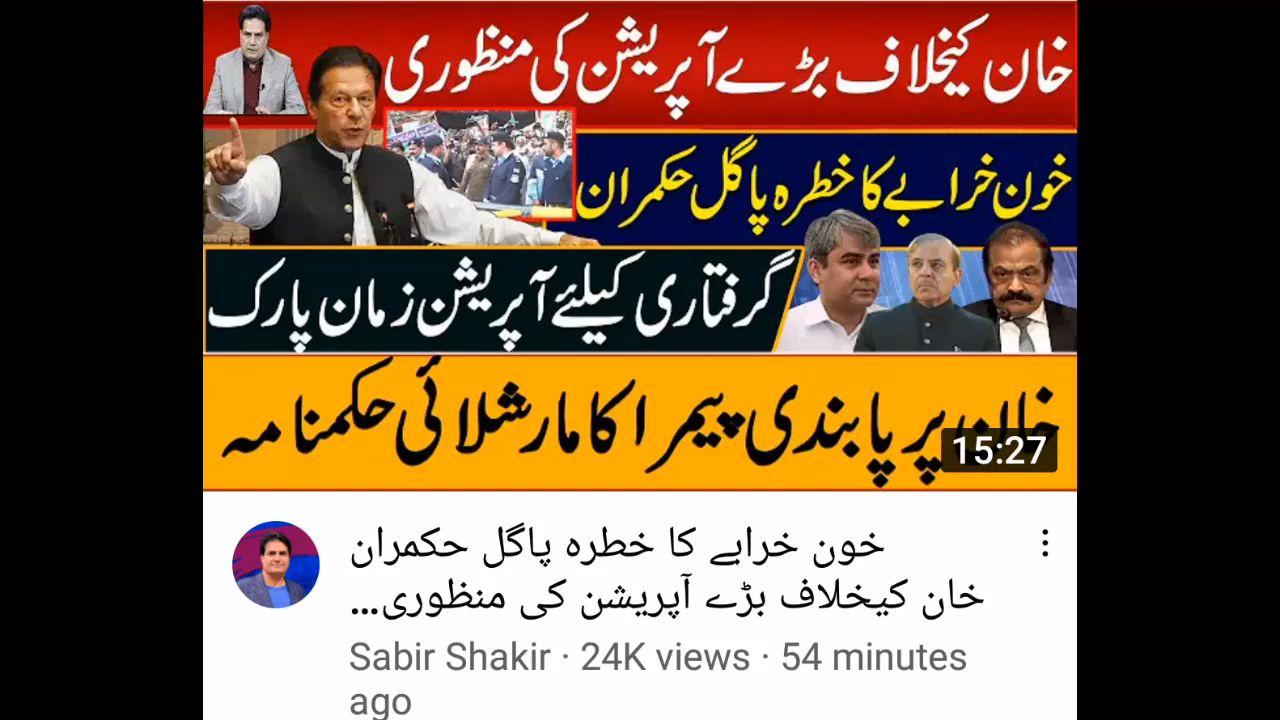 خان کیخلاف بڑے آپریشن کی منظوری
خون خرابے کا خطرہ پاگل حکمران
گرفتاری کیلئے آپریشن زمان پارک
خان پر پابندی پیمرا کا مارشلائی حکمنامہ
15:27
خون خرابے کا خطرہ پاگل حکمران
خان کیخلاف بڑے آپریشن کی منظوری...
Sabir Shakir · 24K views · 54 minutes
ago